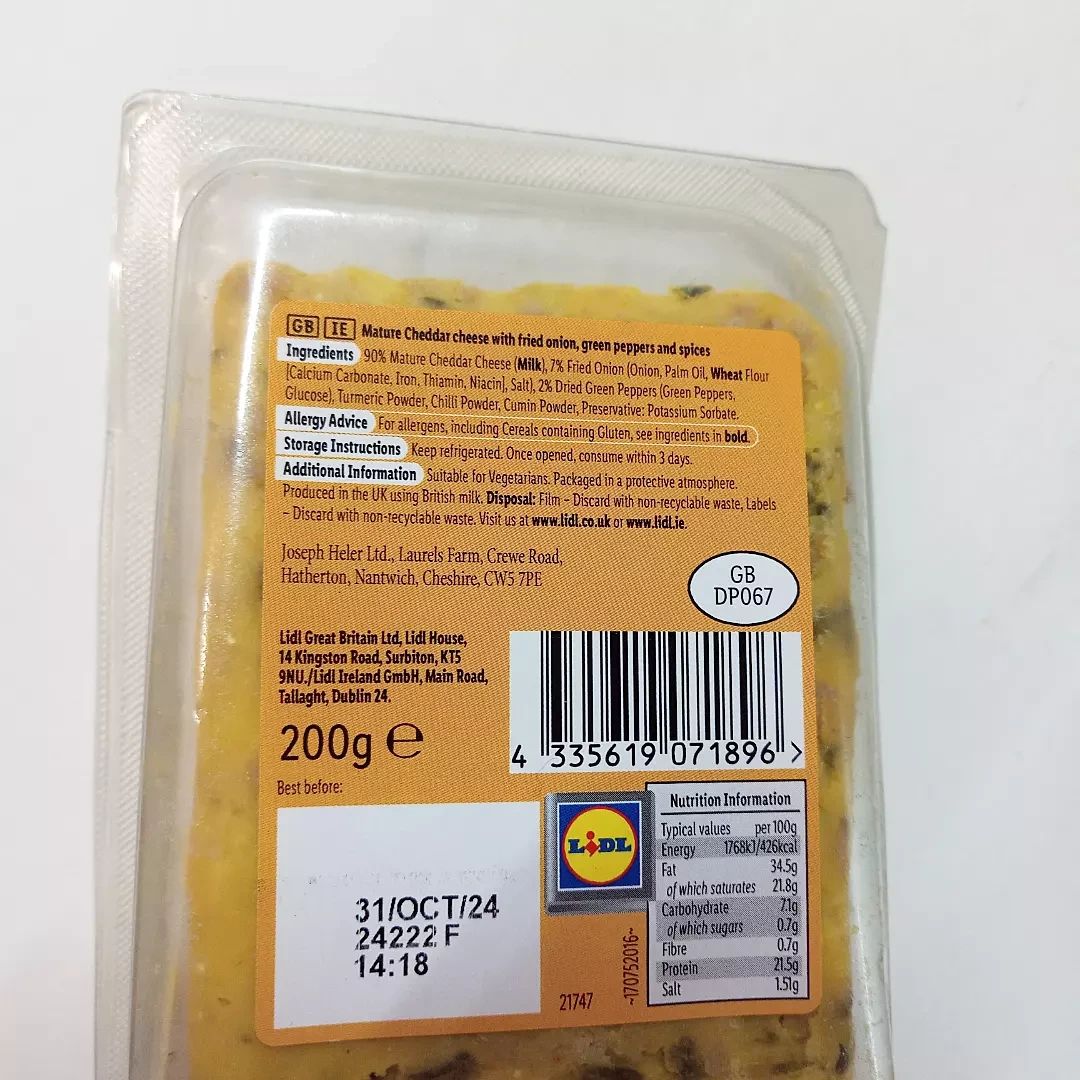 GB IE Mature Cheddar cheese with fried onion, green peppers and spices
Ingredients 90% Mature Cheddar Cheese (Milk), 7% Fried Onion (Onion, Palm Oil, Wheat Flour
[Calcium Carbonate, Iron, Thiamin, Niacin], Salt), 2% Dried Green Peppers (Green Peppers,
Glucose), Turmeric Powder, Chilli Powder, Cumin Powder, Preservative: Potassium Sorbate.
Allergy Advice For allergens, including Cereals containing Gluten, see ingredients in bold.
Storage Instructions Keep refrigerated. Once opened, consume within 3 days.
Additional Information Suitable for Vegetarians. Packaged in a protective atmosphere.
Produced in the UK using British milk. Disposal: Film – Discard with non-recyclable waste, Labels
– Discard with non-recyclable waste. Visit us at www.lidl.co.uk or www.lidl.ie.
Joseph Heler Ltd., Laurels Farm, Crewe Road,
Hatherton, Nantwich, Cheshire, CW5 7PE
GB
DP067
Lidl Great Britain Ltd, Lidl House,
14 Kingston Road, Surbiton, KT5
9NU./Lidl Ireland GmbH, Main Road,
Tallaght, Dublin 24.
200g e
4 335619 071896 >
Best before:
31/OCT/24
24222 F
14:18
LIDL
21747
~170752016~
Nutrition Information
Typical values per 100g
Energy 1768kJ/426kcal
Fat 34.5g
of which saturates 21.8g
Carbohydrate 7.1g
of which sugars 0.7g
Fibre 0.7g
Protein 21.5g
Salt 1.51g